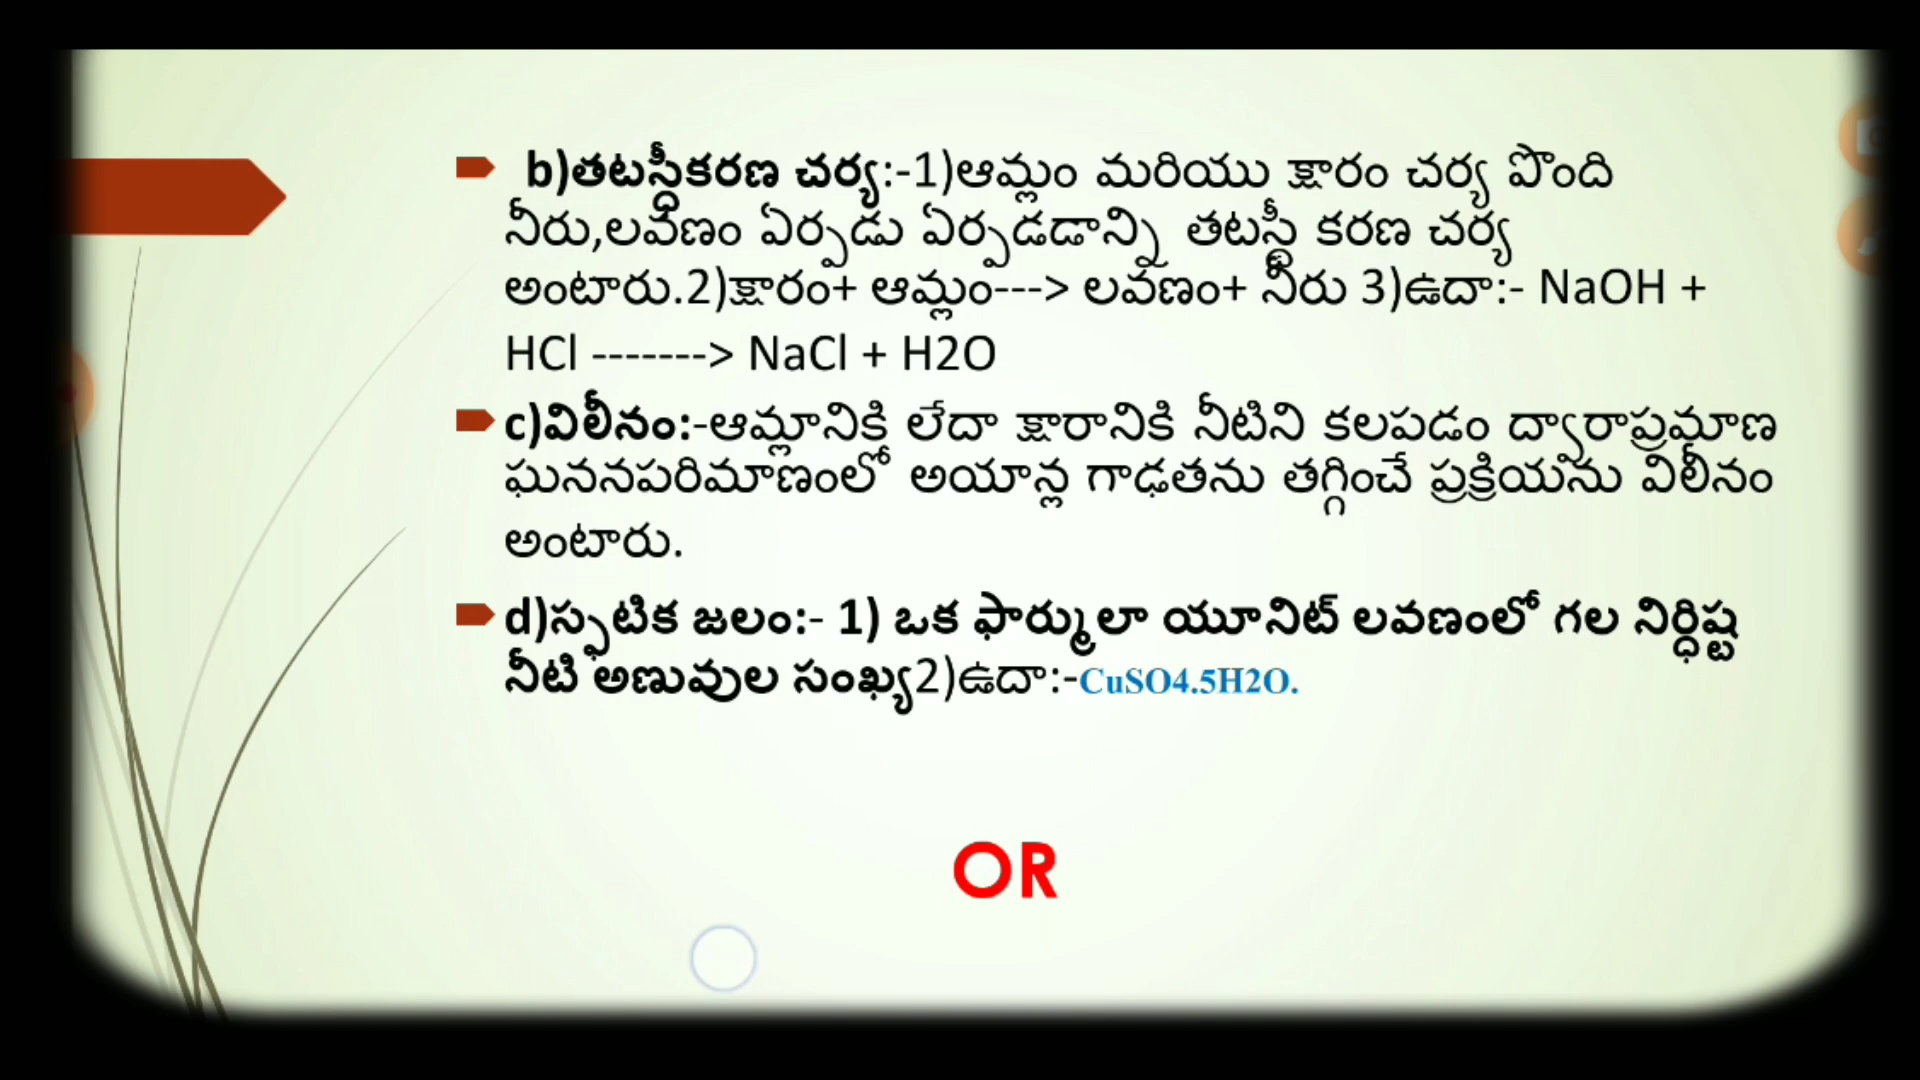 b)తటస్థీకరణ చర్య:-1)ఆమ్లం మరియు క్షారం చర్య పొంది
నీరు,లవణం ఏర్పడు ఏర్పడడాన్ని తటస్థీ కరణ చర్య
అంటారు.2)క్షారం+ ఆమ్లం---> లవణం+ నీరు 3)ఉదా:- NaOH +
HCl -------> NaCl + H2O
c)విలీనం:-ఆమ్లానికి లేదా క్షారానికి నీటిని కలపడం ద్వారాప్రమాణ
ఘననపరిమాణంలో అయాన్ల గాఢతను తగ్గించే ప్రక్రియను విలీనం
అంటారు.
d)స్ఫటిక జలం:- 1) ఒక ఫార్ములా యూనిట్ లవణంలో గల నిర్ధిష్ట
నీటి అణువుల సంఖ్య2)ఉదా:-CuSO4.5H2O.
OR